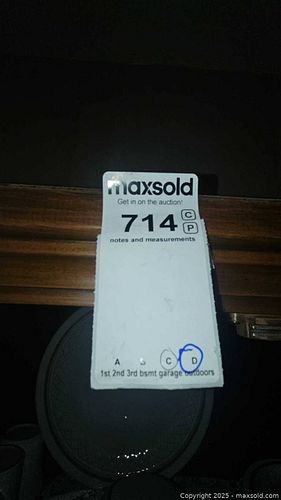 maxsold
Get in on the auction!
714 C
P
notes and measurements
A B C D
1st 2nd 3rd bsmt garage outdoors
Copyright 2025 - maxsold.com